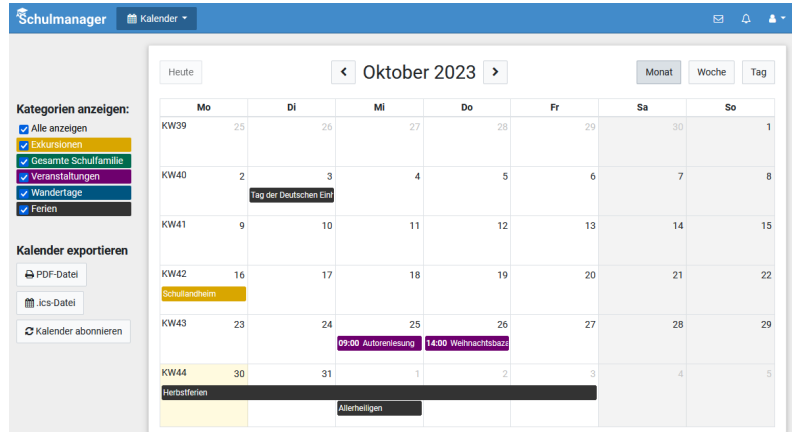 Schulmanager Kalender
Heute Oktober 2023 Monat Woche Tag
Kategorien anzeigen:
Alle anzeigen
Exkursionen
Gesamte Schulfamilie
Veranstaltungen
Wandertage
Ferien
Kalender exportieren
PDF-Datei
.ics-Datei
Kalender abonnieren
Mo Di Mi Do Fr Sa So
KW39 25 26 27 28 29 30 1
KW40 2 3 4 5 6 7 8
Tag der Deutschen Einh
KW41 9 10 11 12 13 14 15
KW42 16 17 18 19 20 21 22
Schullandheim
KW43 23 24 25 26 27 28 29
09:00 Autorenlesung 14:00 Weihnachtsbaza
KW44 30 31 1 2 3 4 5
Herbstferien
Allerheiligen